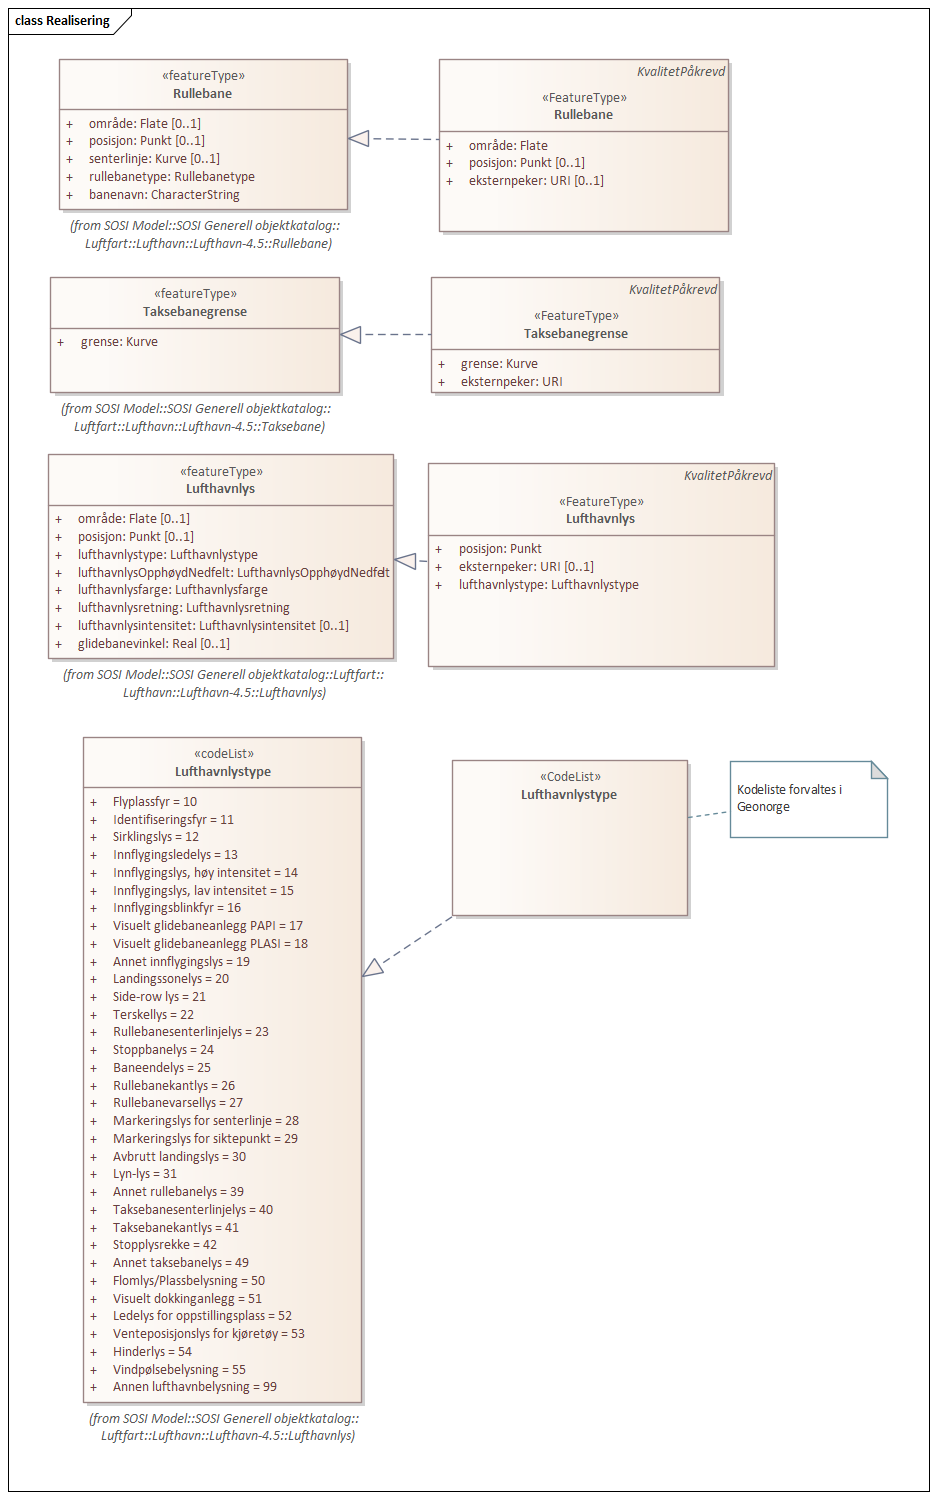 class Realisering
«featureType»
Rullebane
+ område: Flate [0..1]
+ posisjon: Punkt [0..1]
+ senterlinje: Kurve [0..1]
+ rullebanetype: Rullebanetype
+ banenavn: CharacterString
(from SOSI Model::SOSI Generell objektkatalog::
Luftfart::Lufthavn::Lufthavn-4.5::Rullebane)
KvalitetPåkrevd
«FeatureType»
Rullebane
+ område: Flate
+ posisjon: Punkt [0..1]
+ eksternpeker: URI [0..1]
«featureType»
Taksebanegrense
+ grense: Kurve
(from SOSI Model::SOSI Generell objektkatalog::
Luftfart::Lufthavn::Lufthavn-4.5::Taksebane)
KvalitetPåkrevd
«FeatureType»
Taksebanegrense
+ grense: Kurve
+ eksternpeker: URI
«featureType»
Lufthavnlys
+ område: Flate [0..1]
+ posisjon: Punkt [0..1]
+ lufthavnlystype: Lufthavnlystype
+ lufthavnlysOpphøydNedfelt: LufthavnlysOpphøydNedfelt
+ lufthavnlysfarge: Lufthavnlysfarge
+ lufthavnlysretning: Lufthavnlysretning
+ lufthavnlysintensitet: Lufthavnlysintensitet [0..1]
+ glidebanevinkel: Real [0..1]
(from SOSI Model::SOSI Generell objektkatalog::Luftfart::
Lufthavn::Lufthavn-4.5::Lufthavnlys)
KvalitetPåkrevd
«FeatureType»
Lufthavnlys
+ posisjon: Punkt
+ eksternpeker: URI [0..1]
+ lufthavnlystype: Lufthavnlystype
«codeList»
Lufthavnlystype
+ Flyplassfyr = 10
+ Identifiseringsfyr = 11
+ Sirklingslys = 12
+ Innflygingsledelys = 13
+ Innflygingslys, høy intensitet = 14
+ Innflygingslys, lav intensitet = 15
+ Innflygingsblinkfyr = 16
+ Visuelt glidebaneanlegg PAPI = 17
+ Visuelt glidebaneanlegg PLASI = 18
+ Annet innflygingslys = 19
+ Landingssonelys = 20
+ Side-row lys = 21
+ Terskellys = 22
+ Rullebanesenterlinjelys = 23
+ Stoppbanelys = 24
+ Baneendelys = 25
+ Rullebanekantlys = 26
+ Rullebanevarsellys = 27
+ Markeringslys for senterlinje = 28
+ Markeringslys for siktepunkt = 29
+ Avbrutt landingslys = 30
+ Lyn-lys = 31
+ Annet rullebanelys = 39
+ Taksebanesenterlinjelys = 40
+ Taksebanekantlys = 41
+ Stopplysrekke = 42
+ Annet taksebanelys = 49
+ Flomlys/Plassbelysning = 50
+ Visuelt dokkinganlegg = 51
+ Ledelys for oppstillingsplass = 52
+ Venteposisjonslys for kjøretøy = 53
+ Hinderlys = 54
+ Vindpølsebelysning = 55
+ Annen lufthavnbelysning = 99
(from SOSI Model::SOSI Generell objektkatalog::
Luftfart::Lufthavn::Lufthavn-4.5::Lufthavnlys)
«CodeList»
Lufthavnlystype
Kodeliste forvaltes i
Geonorge